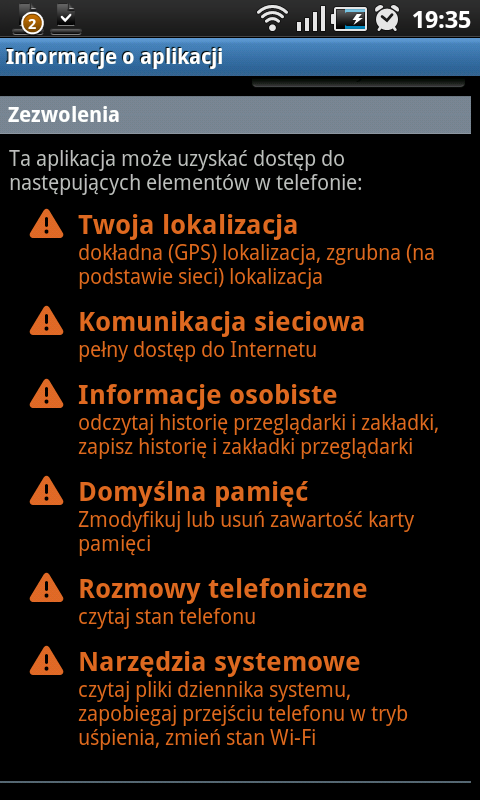 2
19:35
Informacje o aplikacji
Zezwolenia
Ta aplikacja może uzyskać dostęp do
następujących elementów w telefonie:
Twoja lokalizacja
dokładna (GPS) lokalizacja, zgrubna (na
podstawie sieci) lokalizacja
Komunikacja sieciowa
pełny dostęp do Internetu
Informacje osobiste
odczytaj historię przeglądarki i zakładki,
zapisz historię i zakładki przeglądarki
Domyślna pamięć
Zmodyfikuj lub usuń zawartość karty
pamięci
Rozmowy telefoniczne
czytaj stan telefonu
Narzędzia systemowe
czytaj pliki dziennika systemu,
zapobiegaj przejściu telefonu w tryb
uśpienia, zmień stan Wi-Fi